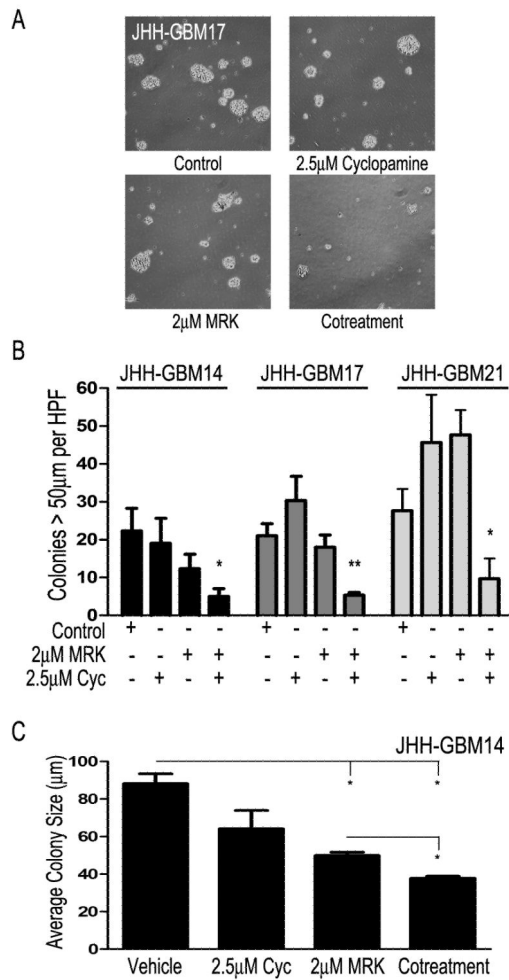 A
JHH-GBM17
Control
2.5μM Cyclopamine
2μM MRK
Cotreatment
B
JHH-GBM14
JHH-GBM17
JHH-GBM21
Colonies > 50μm per HPF
60
50
40
30
20
10
0
*
**
*
Control + - - - + - - - + - - -
2μM MRK - - + + - - + + - - + +
2.5μM Cyc - + - + - + - + - + - +
C
JHH-GBM14
Average Colony Size (μm)
100
80
60
40
20
0
* *
*
Vehicle 2.5μM Cyc 2μM MRK Cotreatment